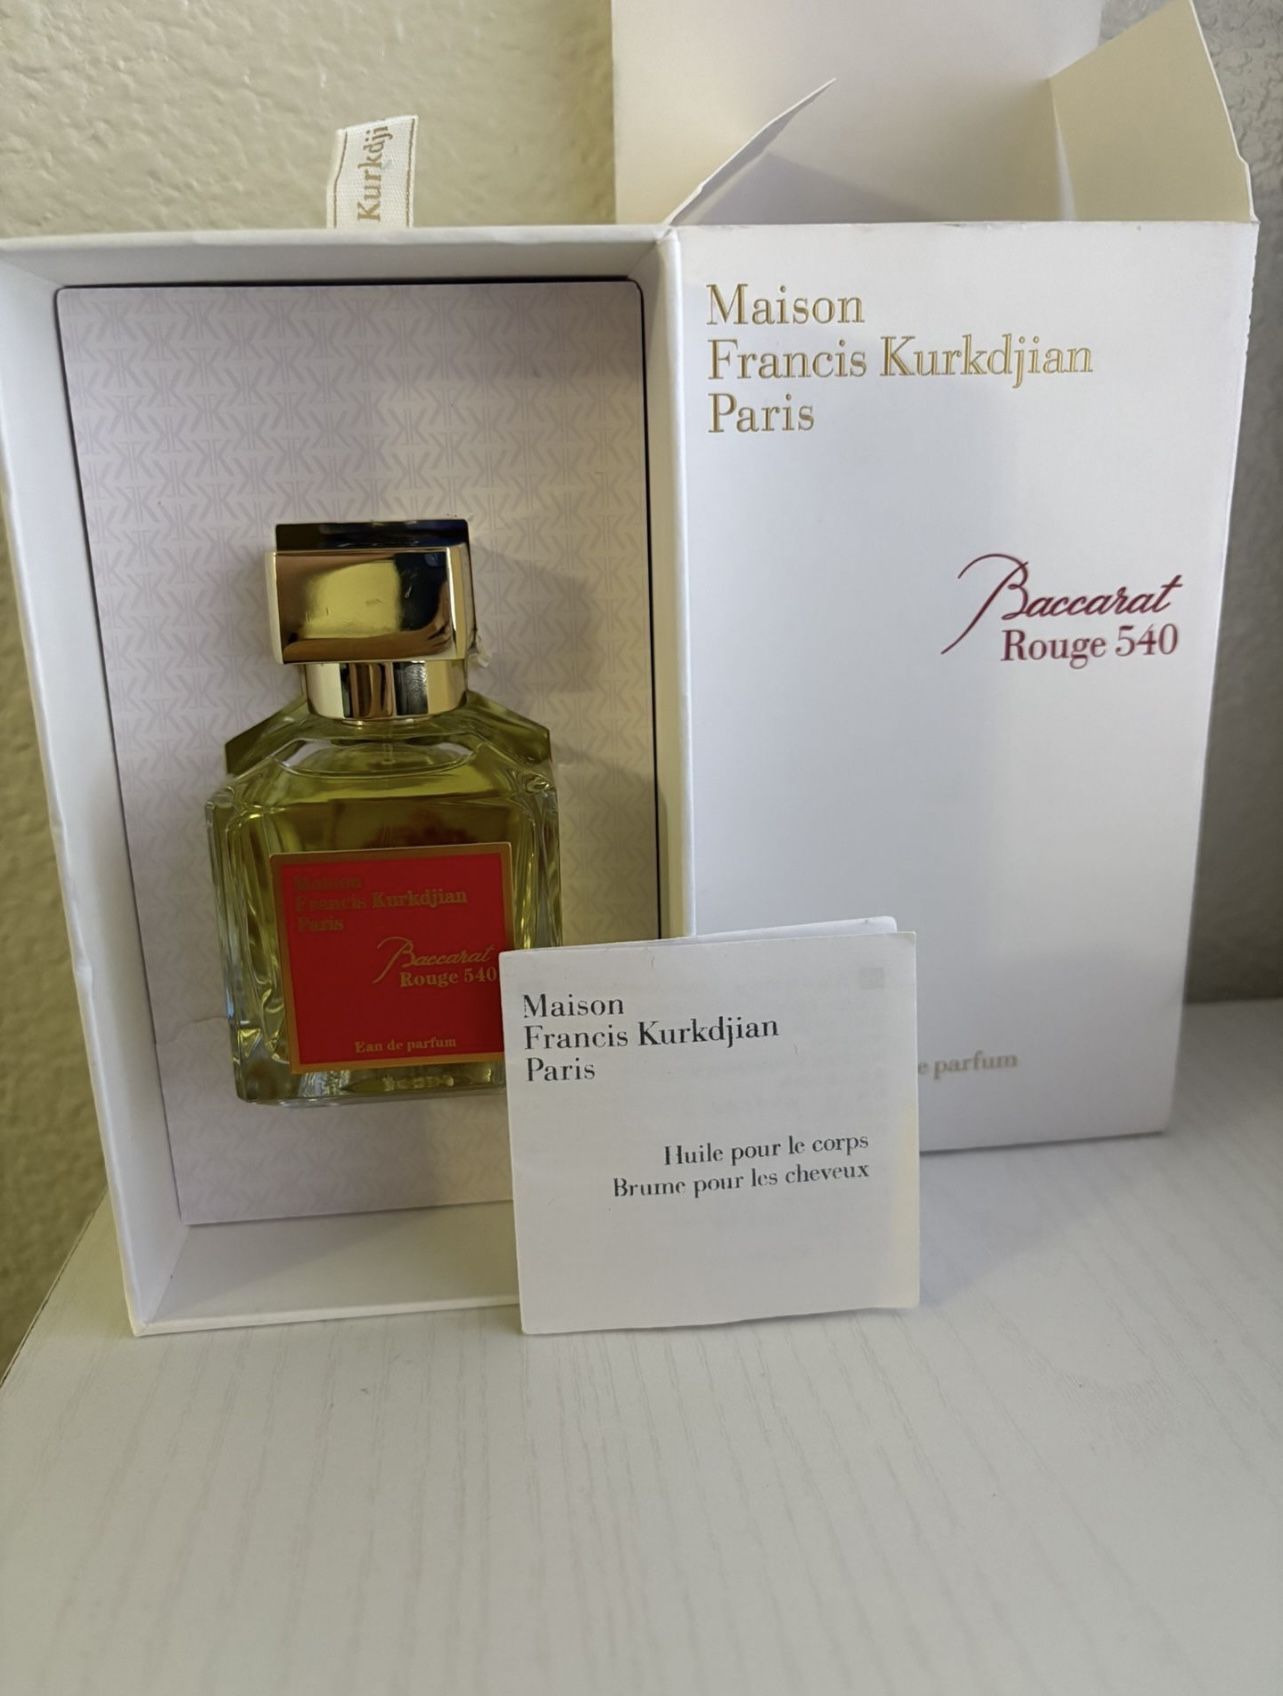 Kurkdji
Maison
Francis Kurkdjian
Paris
Baccarat
Rouge 540
e parfum
Maison
Francis Kurkdjian
Paris
Baccarat
Rouge 540
Eau de parfum
Maison
Francis Kurkdjian
Paris
Huile pour le corps
Brume pour les cheveux